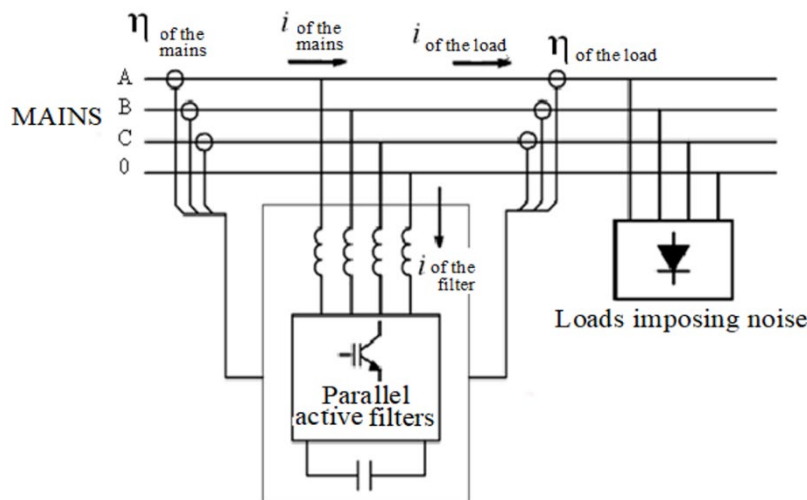 η of the mains
i of the mains
i of the load
η of the load
A
B
MAINS
C
0
i of the filter
Loads imposing noise
Parallel
active filters